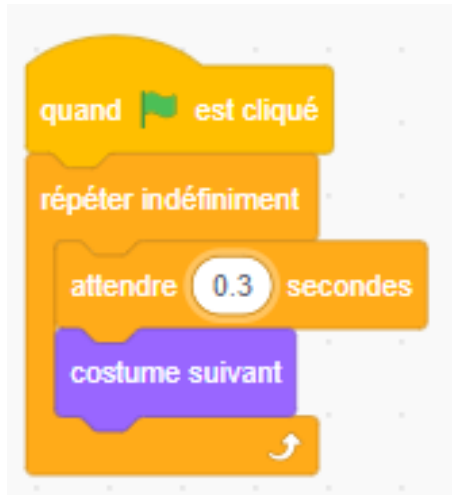 quand est cliqué
répéter indéfiniment
attendre 0.3 secondes
costume suivant